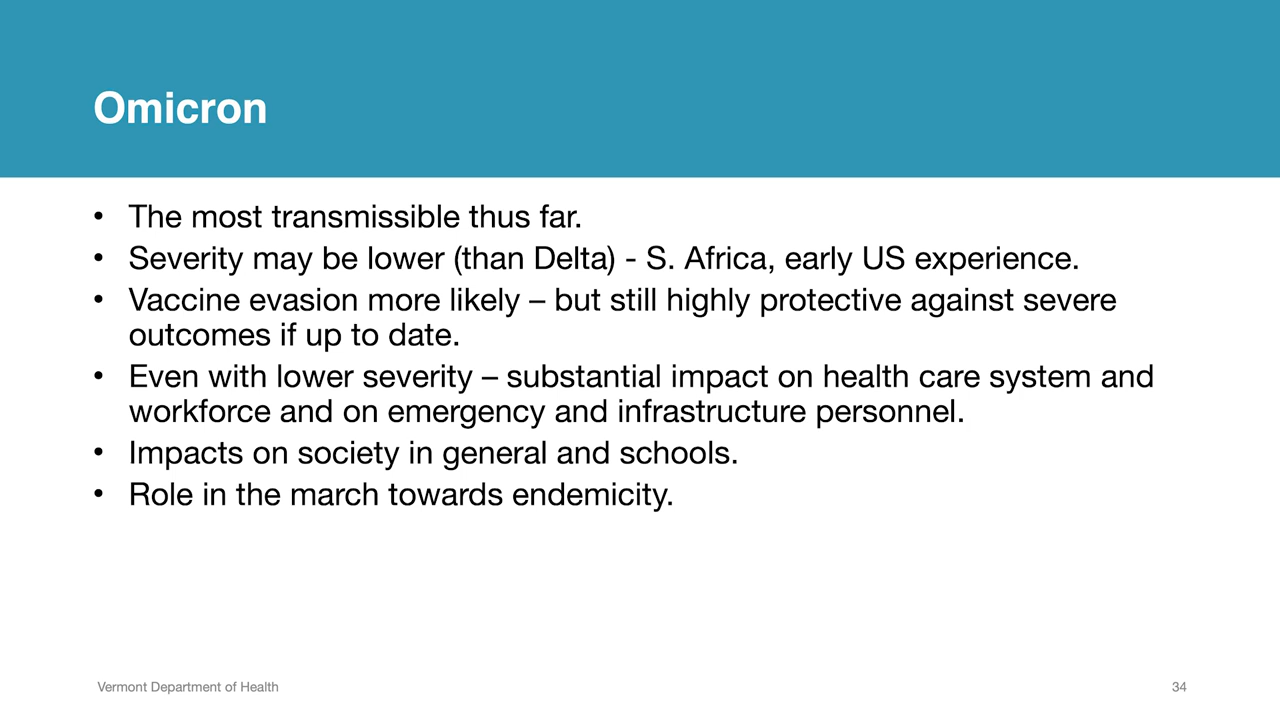 Omicron
• The most transmissible thus far.
• Severity may be lower (than Delta) - S. Africa, early US experience.
• Vaccine evasion more likely – but still highly protective against severe
outcomes if up to date.
• Even with lower severity – substantial impact on health care system and
workforce and on emergency and infrastructure personnel.
• Impacts on society in general and schools.
• Role in the march towards endemicity.
Vermont Department of Health
34